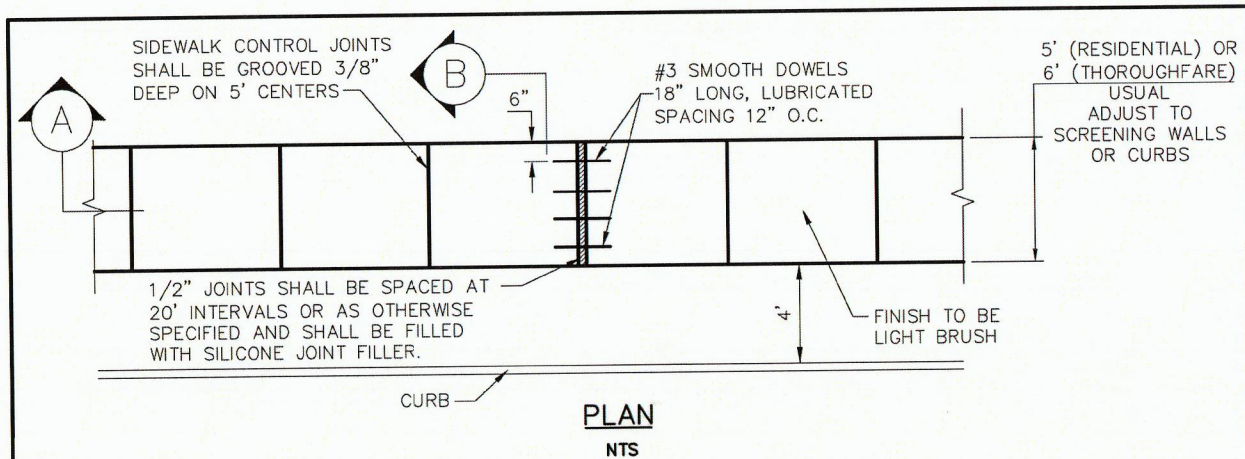 SIDEWALK CONTROL JOINTS
SHALL BE GROOVED 3/8"
DEEP ON 5' CENTERS
A
B
6"
#3 SMOOTH DOWELS
18" LONG, LUBRICATED
SPACING 12" O.C.
5' (RESIDENTIAL) OR
6' (THOROUGHFARE)
USUAL
ADJUST TO
SCREENING WALLS
OR CURBS
1/2" JOINTS SHALL BE SPACED AT
20' INTERVALS OR AS OTHERWISE
SPECIFIED AND SHALL BE FILLED
WITH SILICONE JOINT FILLER.
4'
FINISH TO BE
LIGHT BRUSH
CURB
PLAN
NTS